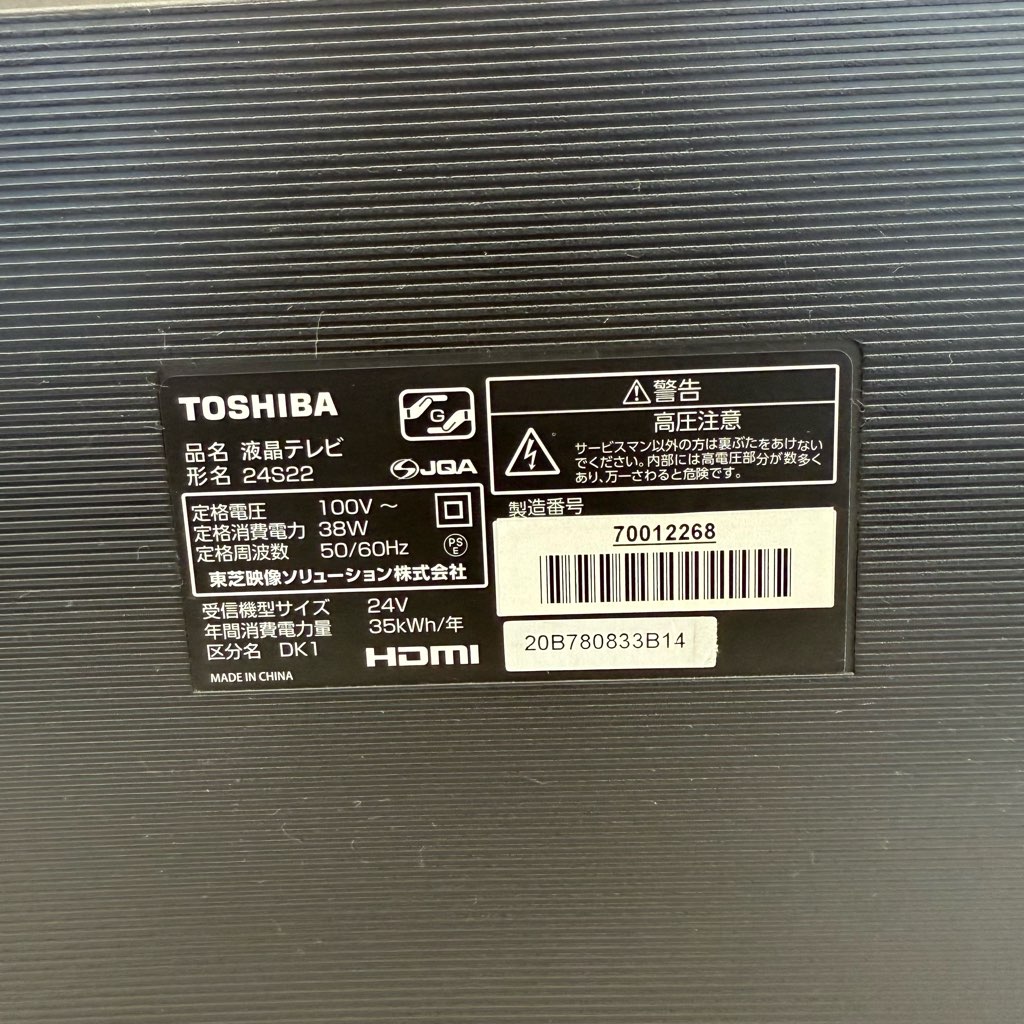 TOSHIBA
G
品名 液晶テレビ
形名 24S22
JQA
定格電圧 100V ～
定格消費電力 38W
定格周波数 50/60Hz
PS
E
東芝映像ソリューション株式会社
受信機型サイズ 24V
年間消費電力量 35kWh/年
区分名 DK1
HDMI
MADE IN CHINA
警告
高圧注意
サービスマン以外の方は裏ぶたをあけない
でください。内部には高電圧部分が数多く
あり、万一さわると危険です。
製造番号
70012268
20B780833B14